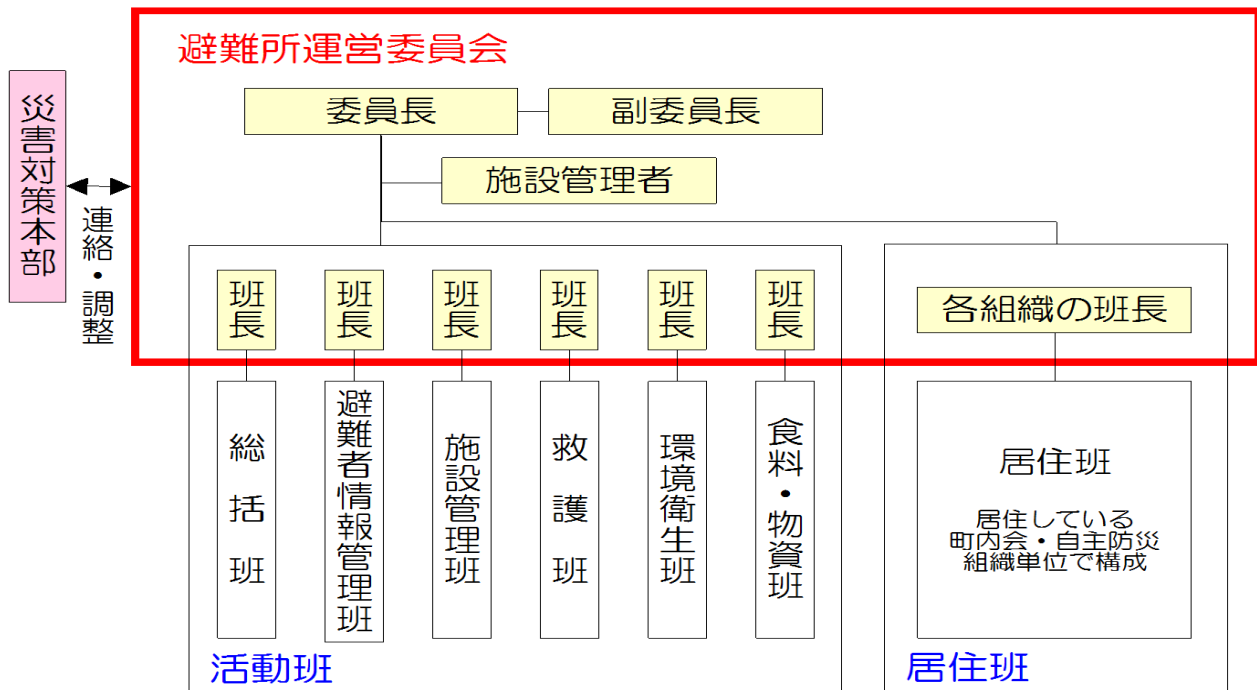 避難所運営委員会
災害対策本部
連絡・調整
委員長
副委員長
施設管理者
班長
班長
班長
班長
班長
班長
各組織の班長
総括班
避難者情報管理班
施設管理班
救護班
環境衛生班
食料・物資班
居住班
居住している
町内会・自主防災
組織単位で構成
活動班
居住班